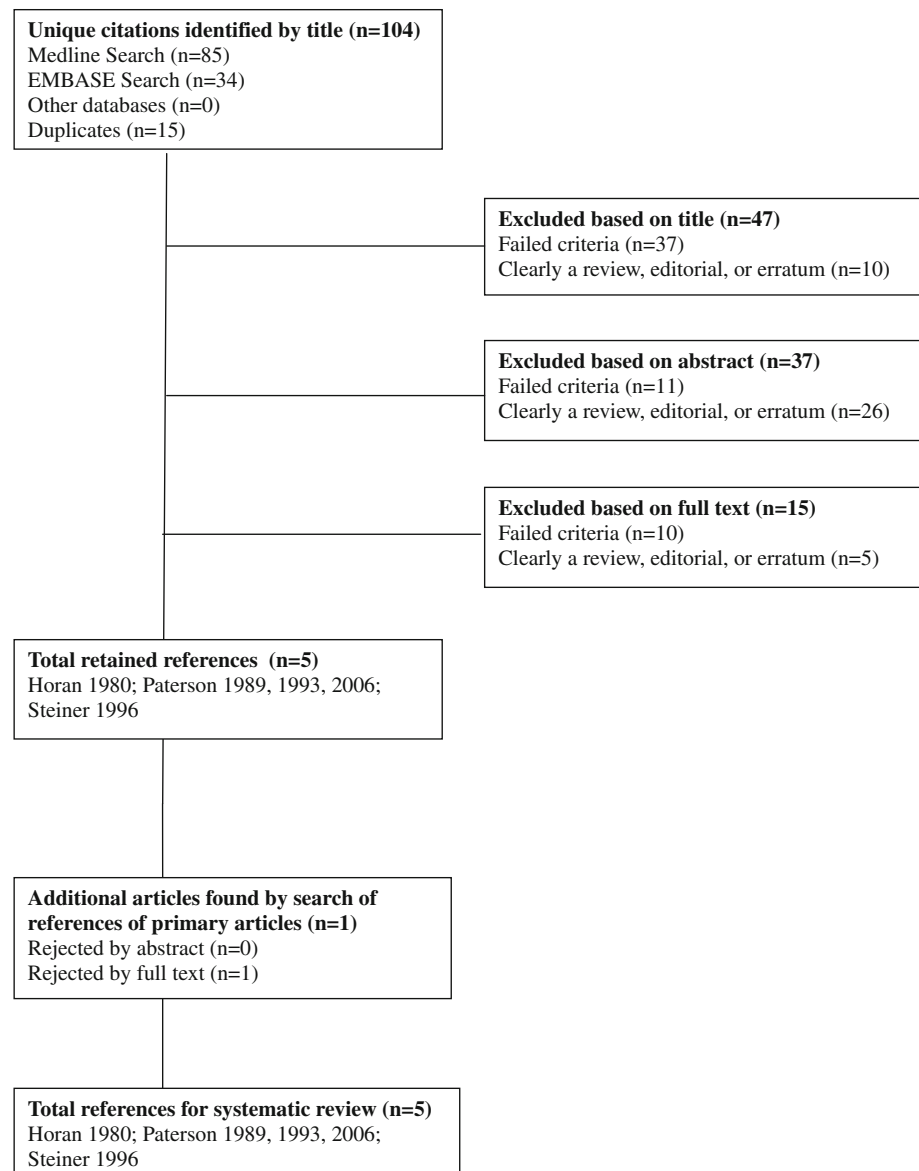 Unique citations identified by title (n=104)
Medline Search (n=85)
EMBASE Search (n=34)
Other databases (n=0)
Duplicates (n=15)
Excluded based on title (n=47)
Failed criteria (n=37)
Clearly a review, editorial, or erratum (n=10)
Excluded based on abstract (n=37)
Failed criteria (n=11)
Clearly a review, editorial, or erratum (n=26)
Excluded based on full text (n=15)
Failed criteria (n=10)
Clearly a review, editorial, or erratum (n=5)
Total retained references (n=5)
Horan 1980; Paterson 1989, 1993, 2006;
Steiner 1996
Additional articles found by search of
references of primary articles (n=1)
Rejected by abstract (n=0)
Rejected by full text (n=1)
Total references for systematic review (n=5)
Horan 1980; Paterson 1989, 1993, 2006;
Steiner 1996